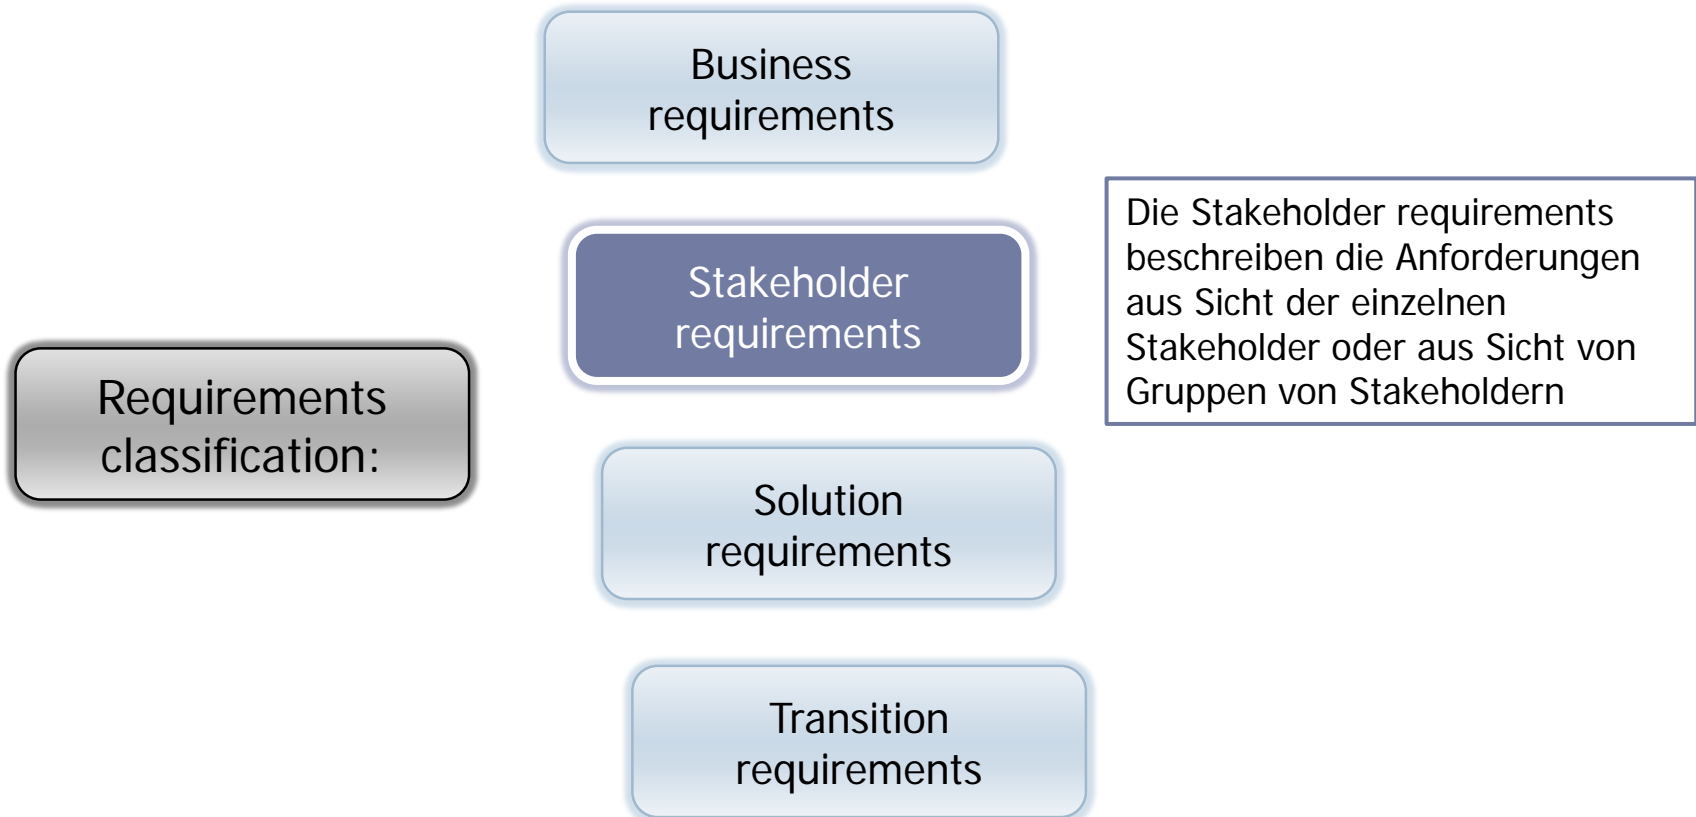 Business
requirements
Stakeholder
requirements
Die Stakeholder requirements
beschreiben die Anforderungen
aus Sicht der einzelnen
Stakeholder oder aus Sicht von
Gruppen von Stakeholdern
Requirements
classification:
Solution
requirements
Transition
requirements